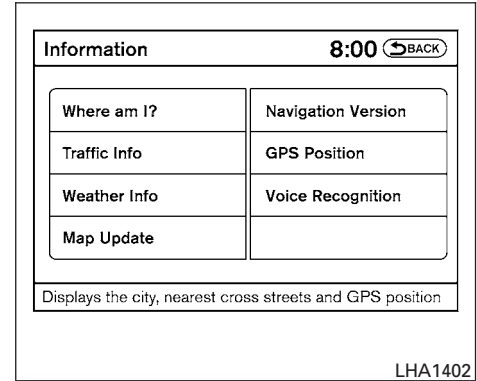 Information 8:00 BACK
Where am I? Navigation Version
Traffic Info GPS Position
Weather Info Voice Recognition
Map Update
Displays the city, nearest cross streets and GPS position
LHA1402